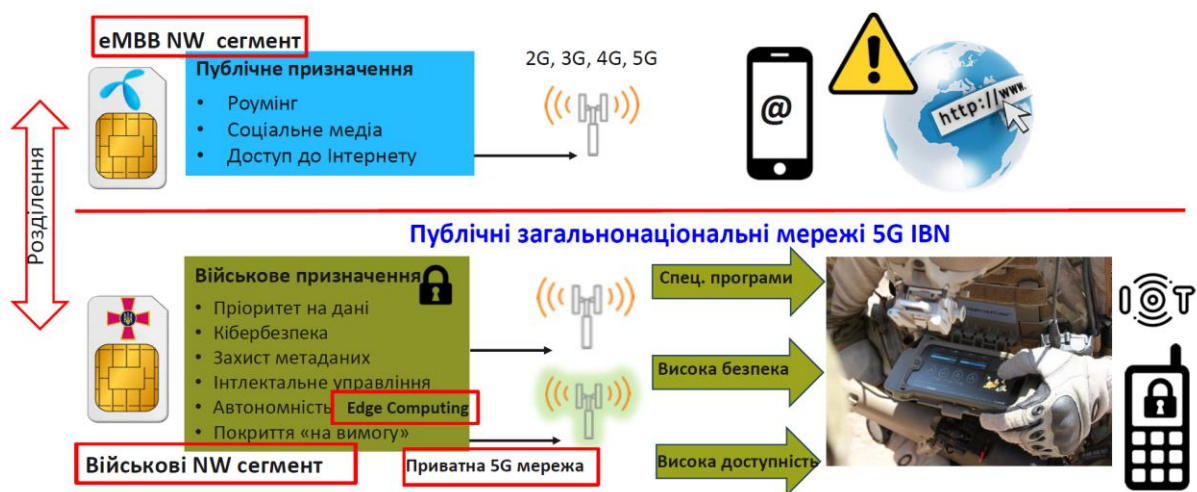 eMBB NW сегмент
Публічне призначення
• Роумінг
• Соціальне медіа
• Доступ до Інтернету
2G, 3G, 4G, 5G
@
http://www.
Розділення
Публічні загальнонаціональні мережі 5G IBN
Військове призначення
• Пріоритет на дані
• Кібербезпека
• Захист метаданих
• Інтлектальне управління
• Автономність Edge Computing
• Покриття «на вимогу»
Військові NW сегмент
Приватна 5G мережа
Спец. програми
Висока безпека
Висока доступність
IOT